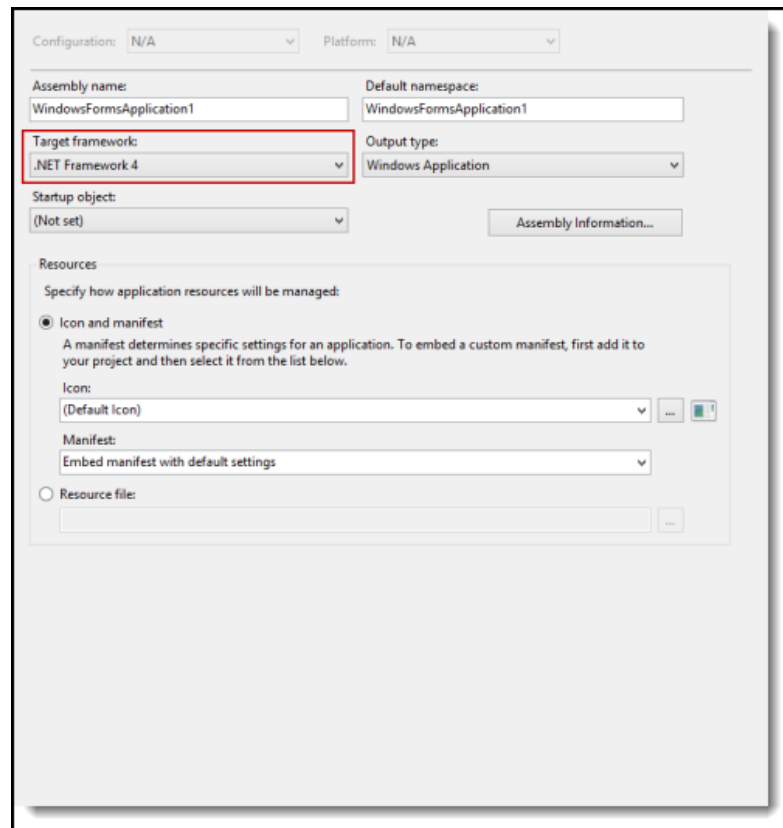 Configuration: N/A Platform: N/A
Assembly name: Default namespace:
WindowsFormsApplication1 WindowsFormsApplication1
Target framework: Output type:
.NET Framework 4 Windows Application
Startup object:
(Not set) Assembly Information...
Resources
Specify how application resources will be managed:
Icon and manifest
A manifest determines specific settings for an application. To embed a custom manifest, first add it to
your project and then select it from the list below.
Icon:
(Default Icon) ...
Manifest:
Embed manifest with default settings
Resource file:
...